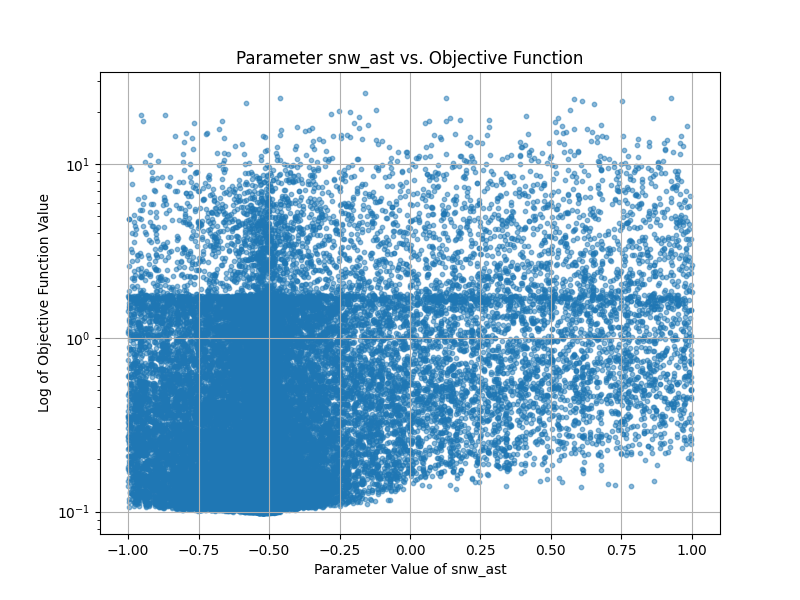 Parameter snw_ast vs. Objective Function
Log of Objective Function Value
10¹
10⁰
10⁻¹
−1.00 −0.75 −0.50 −0.25 0.00 0.25 0.50 0.75 1.00
Parameter Value of snw_ast